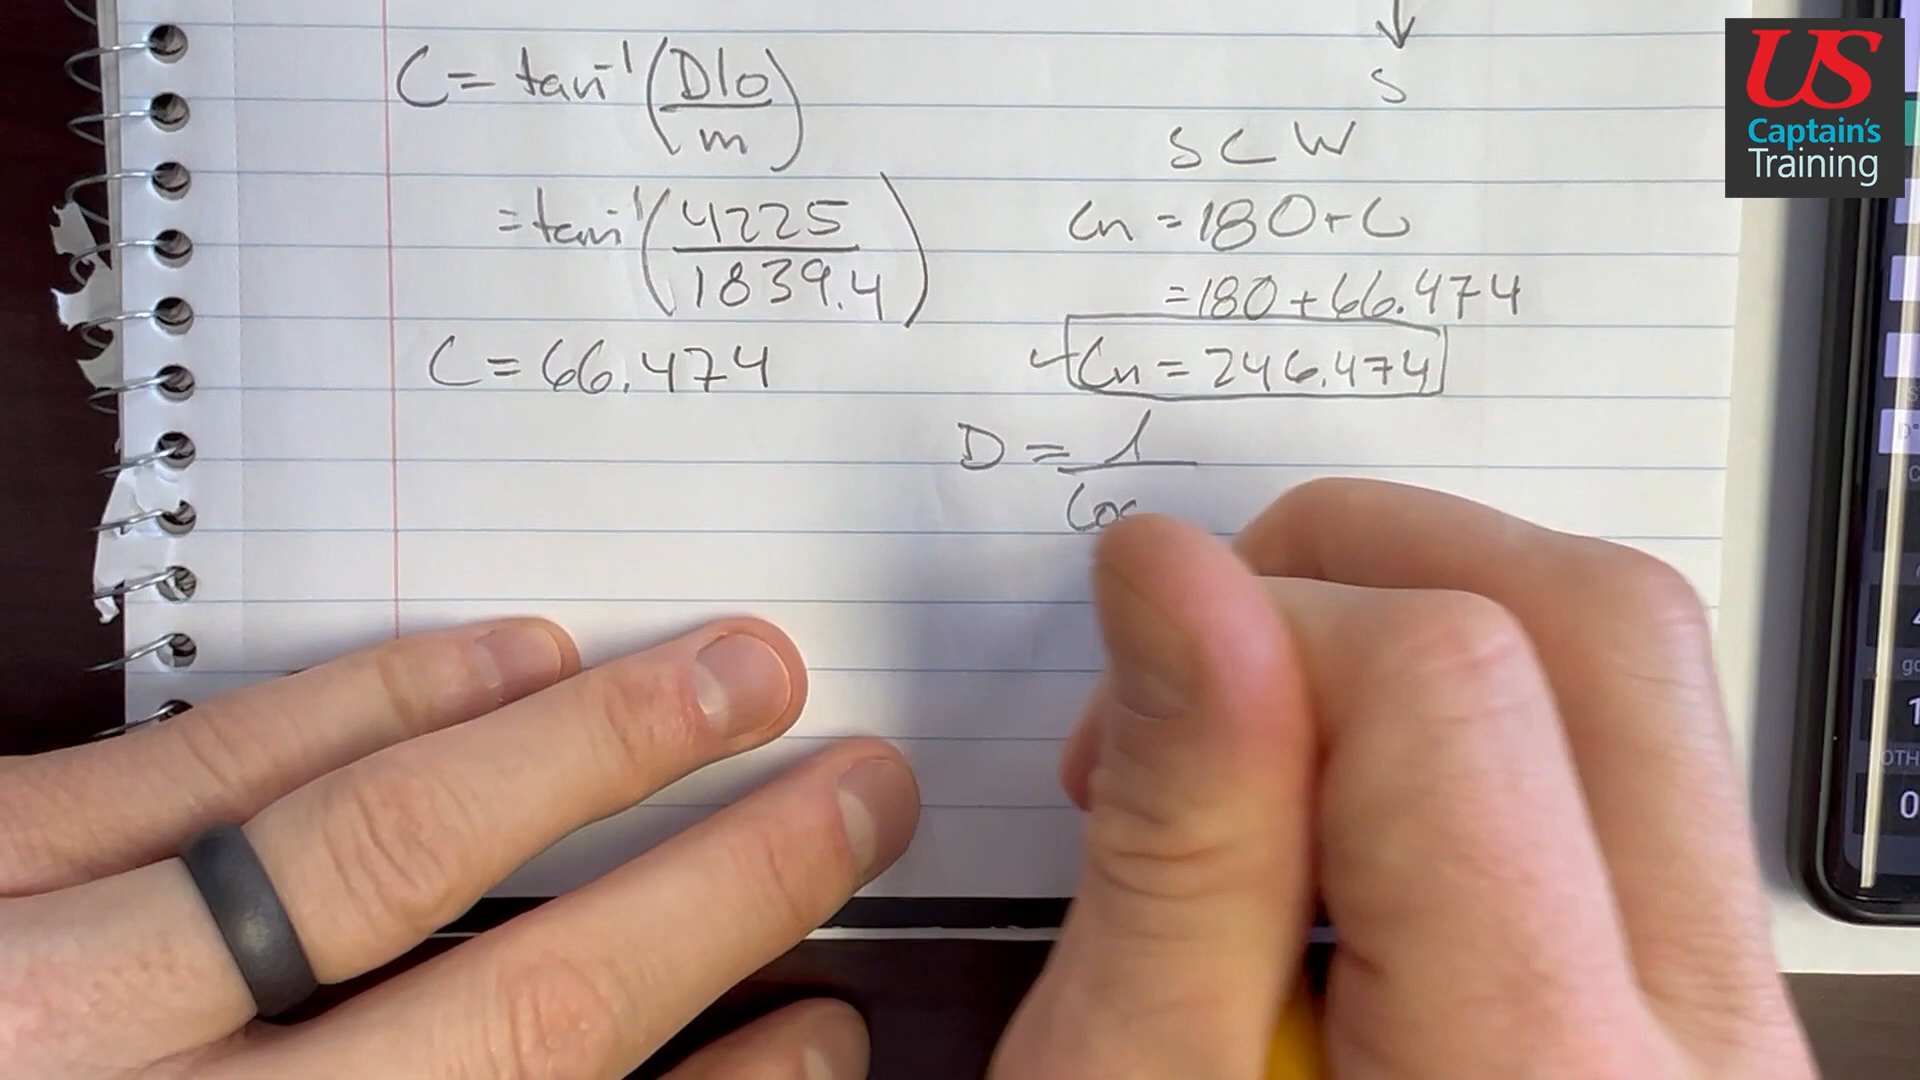 C = tan⁻¹(Dlo/m)
= tan⁻¹(4225/1839.4)
C = 66.474
S
S C W
Cn = 180 + C
= 180 + 66.474
Cn = 246.474
D = l/Cos
US
Captain's
Training